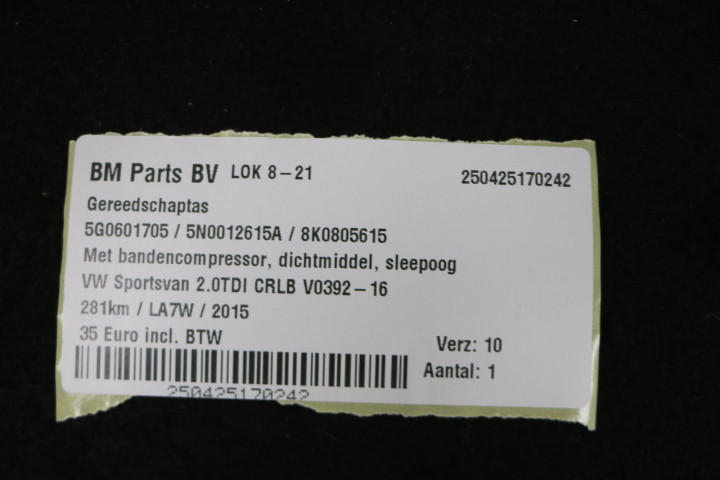 BM Parts BV LOK 8-21 250425170242
Gereedschaptas
5G0601705 / 5N0012615A / 8K0805615
Met bandencompressor, dichtmiddel, sleepoog
VW Sportsvan 2.0TDI CRLB V0392-16
281km / LA7W / 2015
35 Euro incl. BTW
Verz: 10
Aantal: 1
250425170242